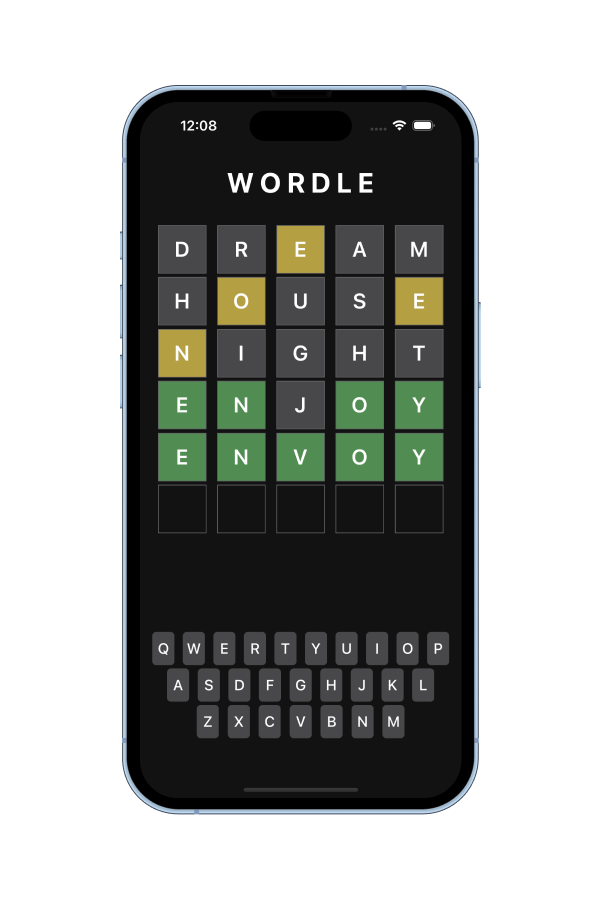 12:08
WORDLE
D R E A M
H O U S E
N I G H T
E N J O Y
E N V O Y
Q W E R T Y U I O P
A S D F G H J K L
Z X C V B N M